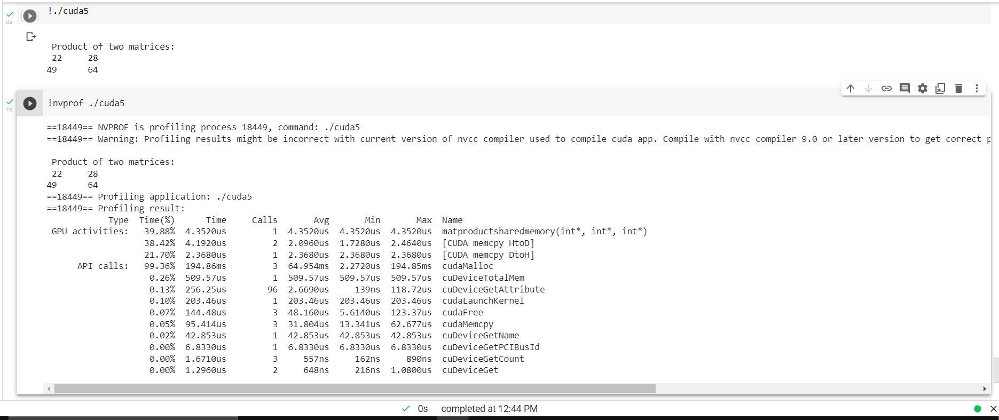 !./cuda5
0s
Product of two matrices:
22 28
49 64
!nvprof ./cuda5
1s
==18449== NVPROF is profiling process 18449, command: ./cuda5
==18449== Warning: Profiling results might be incorrect with current version of nvcc compiler used to compile cuda app. Compile with nvcc compiler 9.0 or later version to get correct p
Product of two matrices:
22 28
49 64
==18449== Profiling application: ./cuda5
==18449== Profiling result:
Type Time(%) Time Calls Avg Min Max Name
GPU activities: 39.88% 4.3520us 1 4.3520us 4.3520us 4.3520us matproductsharedmemory(int*, int*, int*)
38.42% 4.1920us 2 2.0960us 1.7280us 2.4640us [CUDA memcpy HtoD]
21.70% 2.3680us 1 2.3680us 2.3680us 2.3680us [CUDA memcpy DtoH]
API calls: 99.36% 194.86ms 3 64.954ms 2.2720us 194.85ms cudaMalloc
0.26% 509.57us 1 509.57us 509.57us 509.57us cuDeviceTotalMem
0.13% 256.25us 96 2.6690us 139ns 118.72us cuDeviceGetAttribute
0.10% 203.46us 1 203.46us 203.46us 203.46us cudaLaunchKernel
0.07% 144.48us 3 48.160us 5.6140us 123.37us cudaFree
0.05% 95.414us 3 31.804us 13.341us 62.677us cudaMemcpy
0.02% 42.853us 1 42.853us 42.853us 42.853us cuDeviceGetName
0.00% 6.8330us 1 6.8330us 6.8330us 6.8330us cuDeviceGetPCIBusId
0.00% 1.6710us 3 557ns 162ns 890ns cuDeviceGetCount
0.00% 1.2960us 2 648ns 216ns 1.0800us cuDeviceGet
0s completed at 12:44 PM